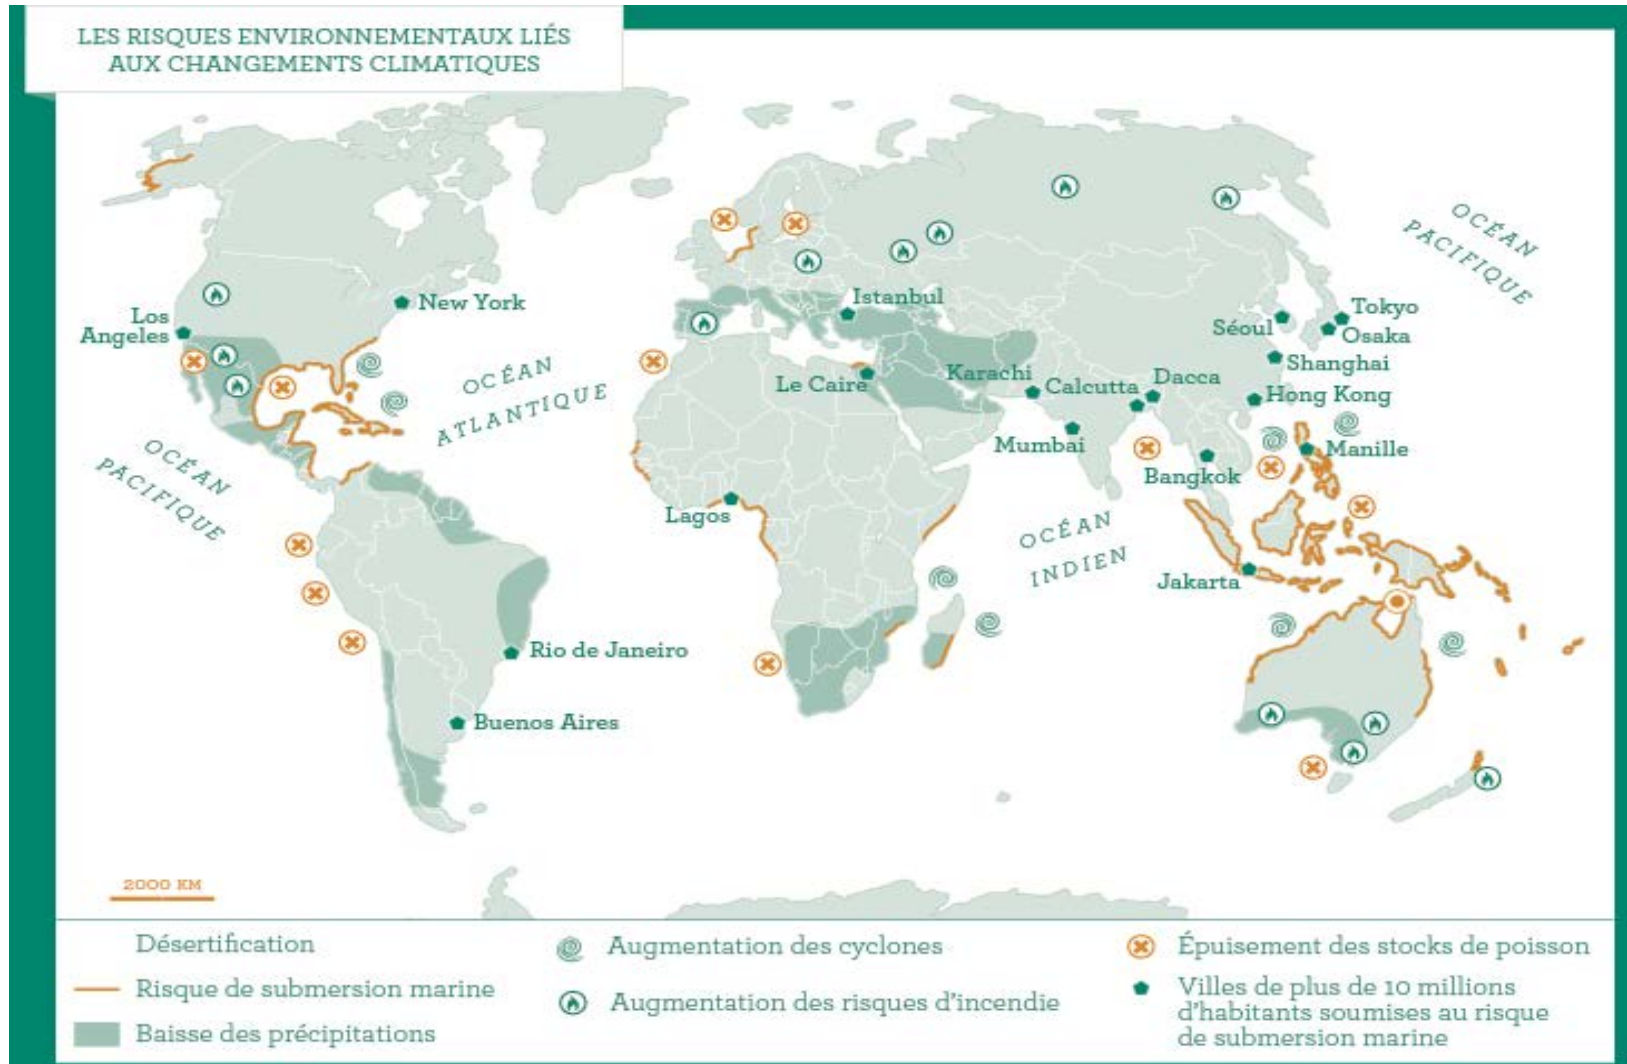 LES RISQUES ENVIRONNEMENTAUX LIÉS
AUX CHANGEMENTS CLIMATIQUES
OCÉAN
PACIFIQUE
New York
Los
Angeles
Istanbul
Tokyo
Séoul
Osaka
Shanghai
OCÉAN
ATLANTIQUE
Le Caire
Karachi
Calcutta
Dacca
Hong Kong
Mumbai
Manille
Bangkok
OCÉAN
PACIFIQUE
Lagos
OCÉAN
INDIEN
Jakarta
Rio de Janeiro
Buenos Aires
2000 KM
Désertification
Risque de submersion marine
Baisse des précipitations
Augmentation des cyclones
Augmentation des risques d'incendie
Épuisement des stocks de poisson
Villes de plus de 10 millions
d'habitants soumises au risque
de submersion marine